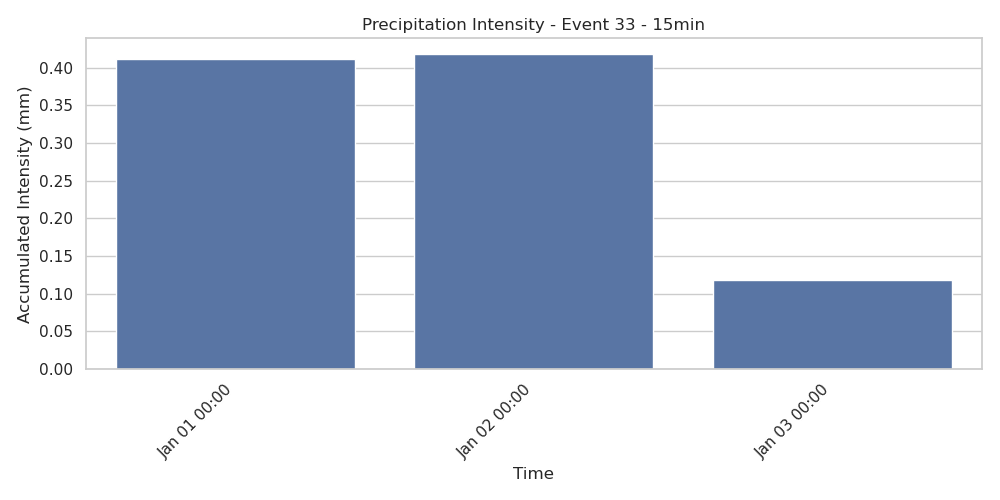 Precipitation Intensity - Event 33 - 15min
Accumulated Intensity (mm)
0.40
0.35
0.30
0.25
0.20
0.15
0.10
0.05
0.00
Jan 01 00:00
Jan 02 00:00
Jan 03 00:00
Time